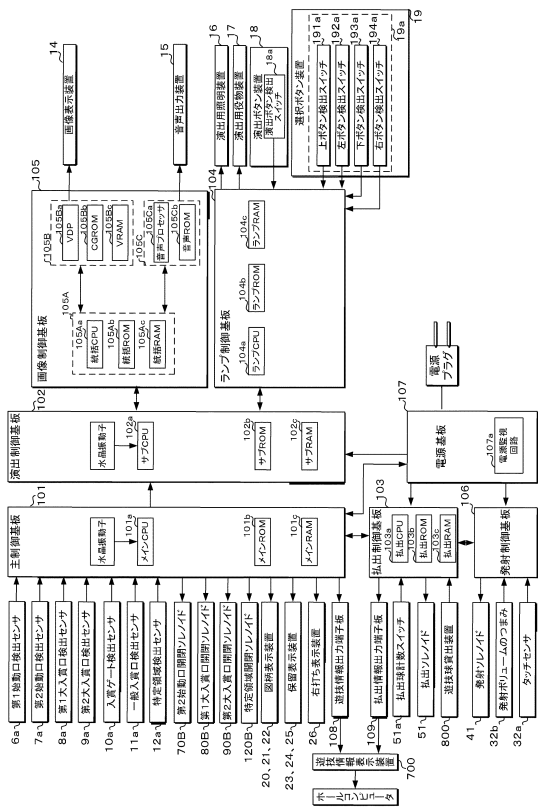 6a
第1始動口検出センサ
7a
第2始動口検出センサ
8a
第1大入賞口検出センサ
9a
第2大入賞口検出センサ
10a
入賞ゲート検出センサ
11a
一般入賞口検出センサ
12a
特定領域検出センサ
70B
第2始動口開閉ソレノイド
80B
第1大入賞口開閉ソレノイド
90B
第2大入賞口開閉ソレノイド
120B
特定領域開閉ソレノイド
20、21、22
図柄表示装置
23、24、25
保留表示装置
26
右打ち表示装置
108
遊技情報出力端子板
109
払出情報出力端子板
51a
払出球計数スイッチ
51
払出ソレノイド
800
遊技球貸出装置
41
発射ソレノイド
32b
発射ボリュームのつまみ
32a
タッチセンサ
遊技情報表示装置
700
ホールコンピュータ
主制御基板
101
水晶振動子
メインCPU
101a
メインROM
101b
メインRAM
101c
払出制御基板
103
払出CPU
103a
払出ROM
103b
払出RAM
103c
発射制御基板
106
演出制御基板
102
水晶振動子
サブCPU
102a
サブROM
102b
サブRAM
102c
電源基板
107
電源監視回路
107a
電源プラグ
画像制御基板
105
105A
統括CPU
105Aa
統括ROM
105Ab
統括RAM
105Ac
105B
VDP
105Ba
CGROM
105Bb
VRAM
105Bc
105C
音声プロセッサ
105Ca
音声ROM
105Cb
ランプ制御基板
104
ランプCPU
104a
ランプROM
104b
ランプRAM
104c
画像表示装置
14
音声出力装置
15
演出用照明装置
16
演出用役物装置
17
演出ボタン装置
18
演出ボタン検出スイッチ
18a
選択ボタン装置
19
19a
上ボタン検出スイッチ
191a
左ボタン検出スイッチ
192a
下ボタン検出スイッチ
193a
右ボタン検出スイッチ
194a